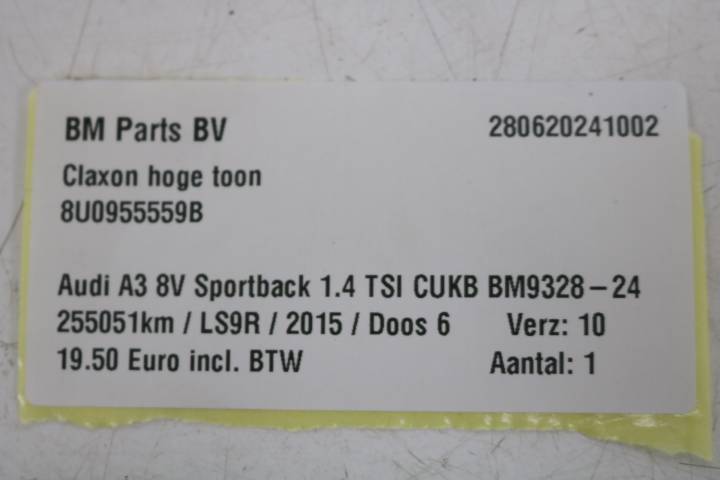 BM Parts BV 280620241002
Claxon hoge toon
8U0955559B
Audi A3 8V Sportback 1.4 TSI CUKB BM9328-24
255051km / LS9R / 2015 / Doos 6 Verz: 10
19.50 Euro incl. BTW Aantal: 1